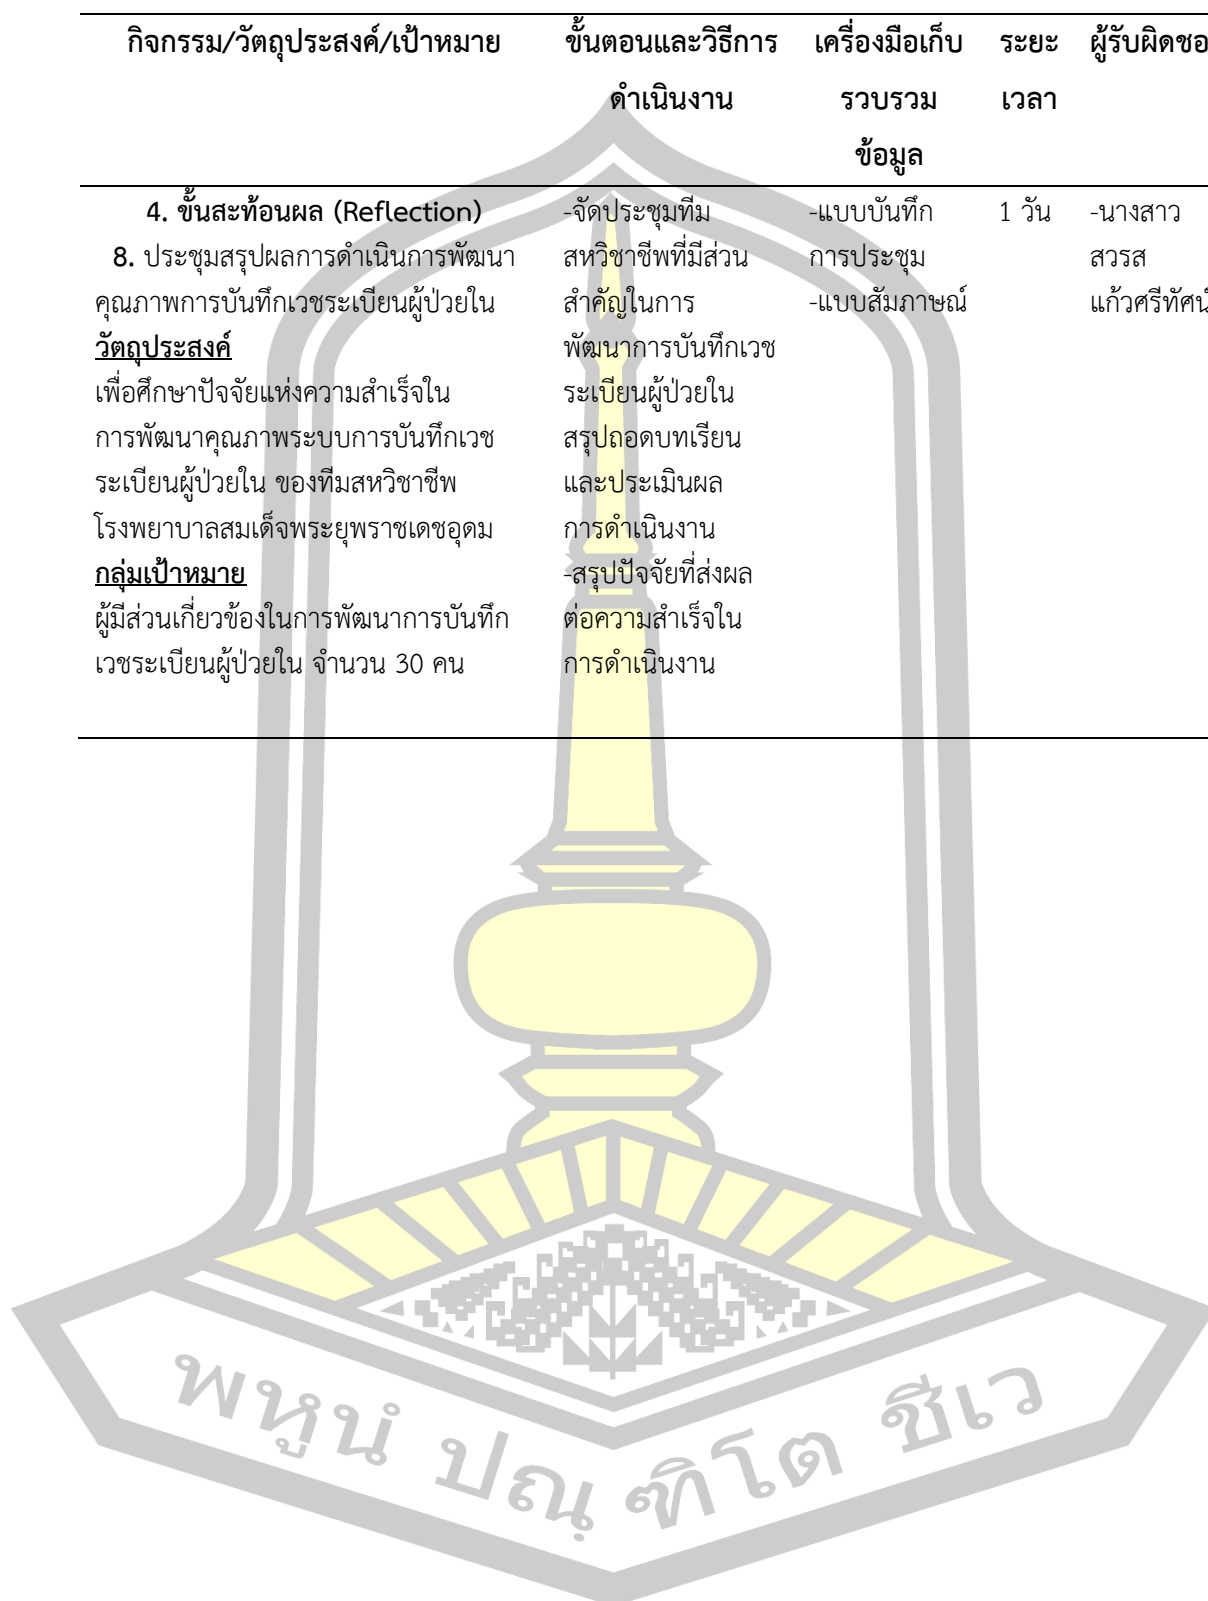 กิจกรรม/วัตถุประสงค์/เป้าหมาย ขั้นตอนและวิธีการ เครื่องมือเก็บ ระยะ ผู้รับผิดชอ
ดำเนินงาน รวบรวม เวลา
ข้อมูล
4. ขั้นสะท้อนผล (Reflection) -จัดประชุมทีม -แบบบันทึก 1 วัน -นางสาว
8. ประชุมสรุปผลการดำเนินการพัฒนา สหวิชาชีพที่มีส่วน การประชุม สวรส
คุณภาพการบันทึกเวชระเบียนผู้ป่วยใน สำคัญในการ -แบบสัมภาษณ์ แก้วศรีทัศน์
วัตถุประสงค์ พัฒนาการบันทึกเวช
เพื่อศึกษาปัจจัยแห่งความสำเร็จใน ระเบียนผู้ป่วยใน
การพัฒนาคุณภาพระบบการบันทึกเวช สรุปถอดบทเรียน
ระเบียนผู้ป่วยใน ของทีมสหวิชาชีพ และประเมินผล
โรงพยาบาลสมเด็จพระยุพราชเดชอุดม การดำเนินงาน
กลุ่มเป้าหมาย -สรุปปัจจัยที่ส่งผล
ผู้มีส่วนเกี่ยวข้องในการพัฒนาการบันทึก ต่อความสำเร็จใน
เวชระเบียนผู้ป่วยใน จำนวน 30 คน การดำเนินงาน
พหูนํ ปณฺฑิโต ชีเว